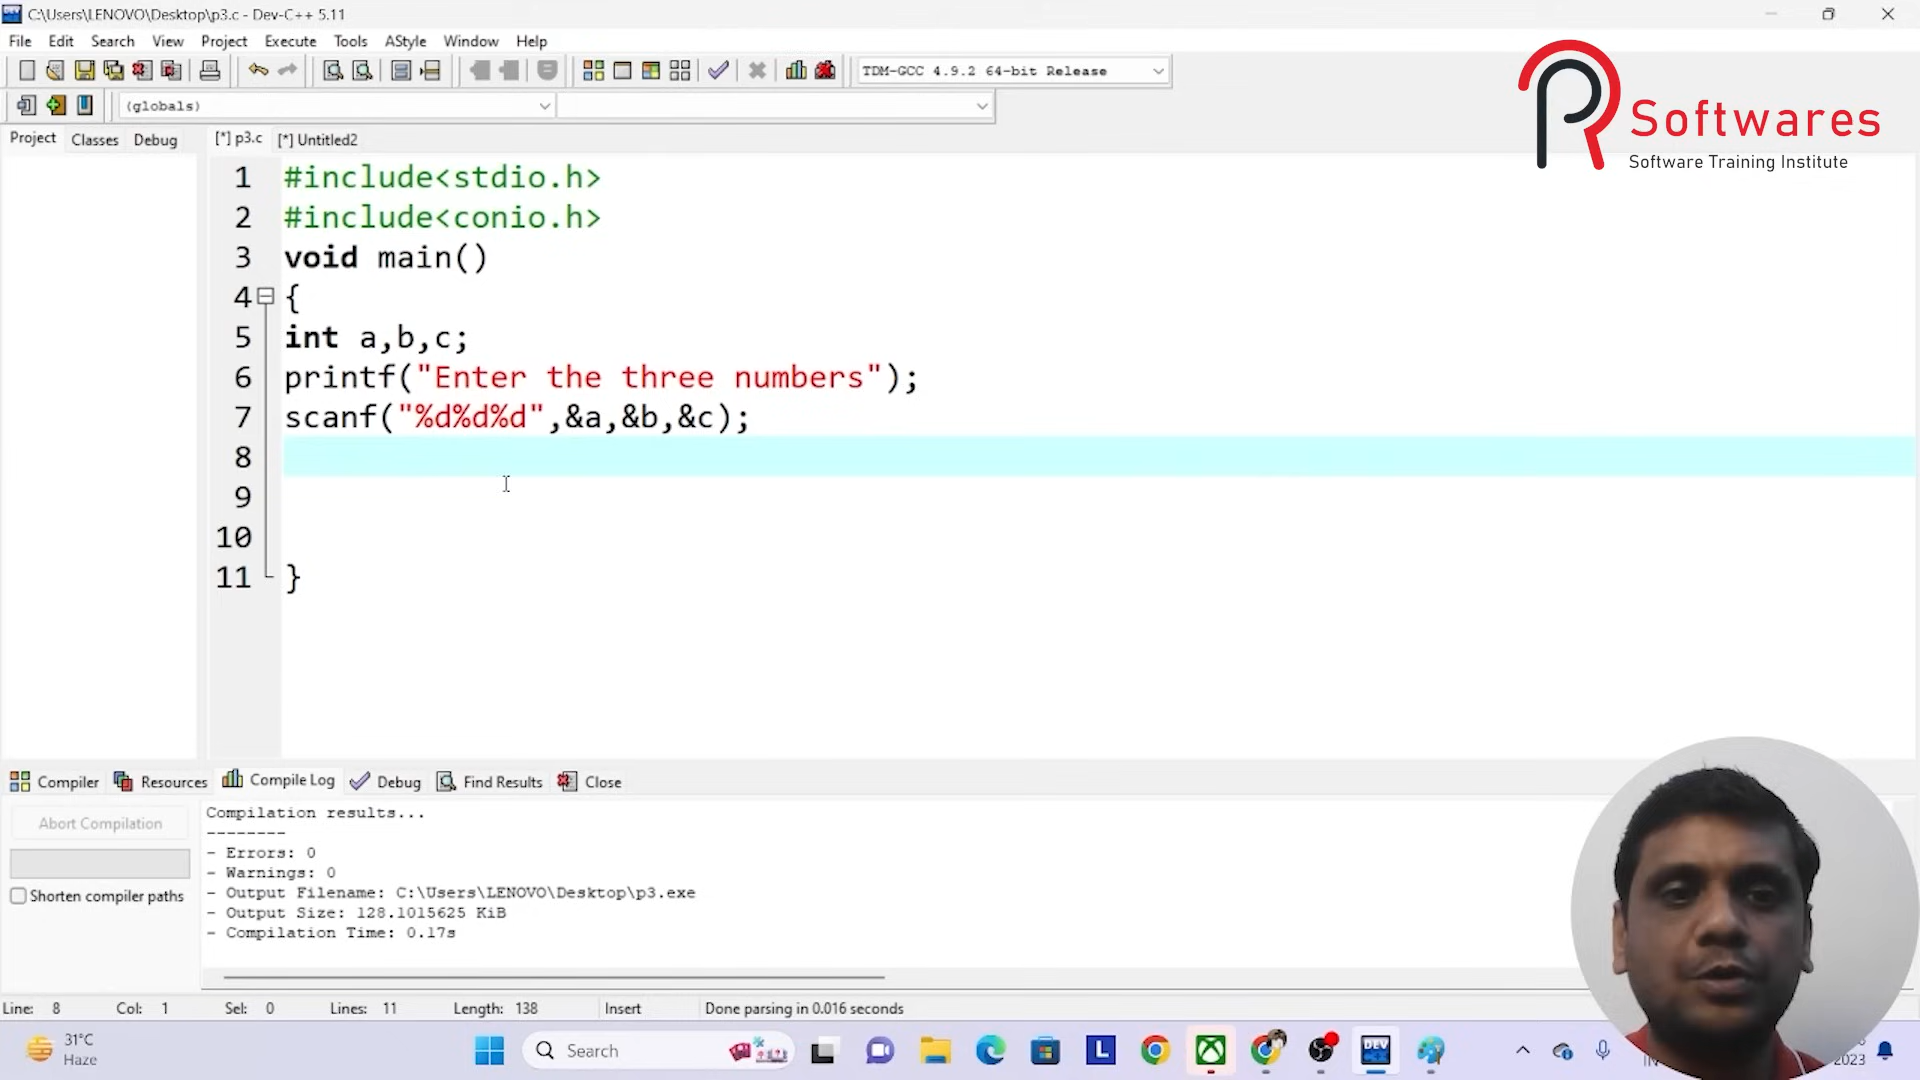 C:\Users\LENOVO\Desktop\p3.c - Dev-C++ 5.11
File Edit Search View Project Execute Tools AStyle Window Help
TDM-GCC 4.9.2 64-bit Release
(globals)
Softwares
Software Training Institute
Project Classes Debug
[*] p3.c [*] Untitled2
1 #include<stdio.h>
2 #include<conio.h>
3 void main()
4 {
5 int a,b,c;
6 printf("Enter the three numbers");
7 scanf("%d%d%d",&a,&b,&c);
8
9
10
11 }
Compiler Resources Compile Log Debug Find Results Close
Abort Compilation
Shorten compiler paths
Compilation results...
--------
- Errors: 0
- Warnings: 0
- Output Filename: C:\Users\LENOVO\Desktop\p3.exe
- Output Size: 128.1015625 KiB
- Compilation Time: 0.17s
Line: 8 Col: 1 Sel: 0 Lines: 11 Length: 138 Insert Done parsing in 0.016 seconds
31°C
Haze
Search
DEV
L
2023